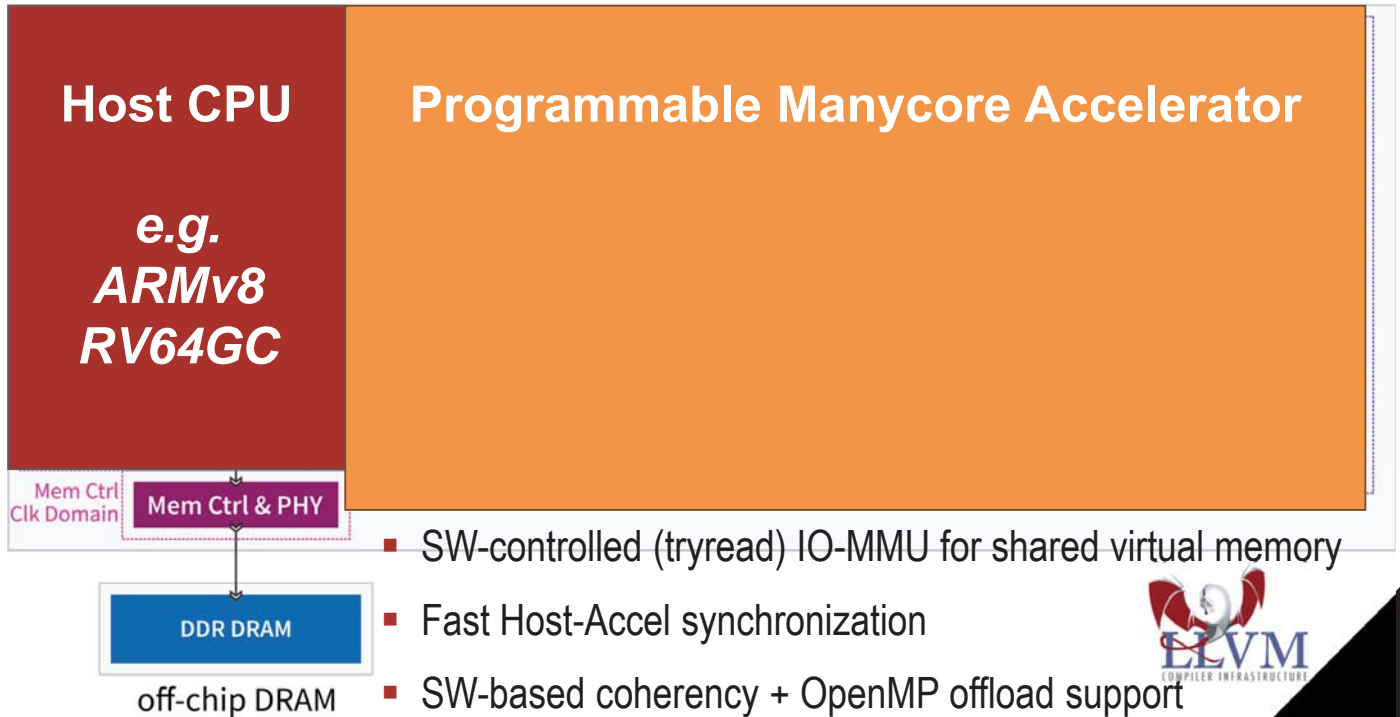 Host CPU
e.g.
ARMv8
RV64GC
Programmable Manycore Accelerator
Mem Ctrl
Clk Domain
Mem Ctrl & PHY
DDR DRAM
off-chip DRAM
▪ SW-controlled (tryread) IO-MMU for shared virtual memory
▪ Fast Host-Accel synchronization
▪ SW-based coherency + OpenMP offload support
LLVM
COMPILER INFRASTRUCTURE